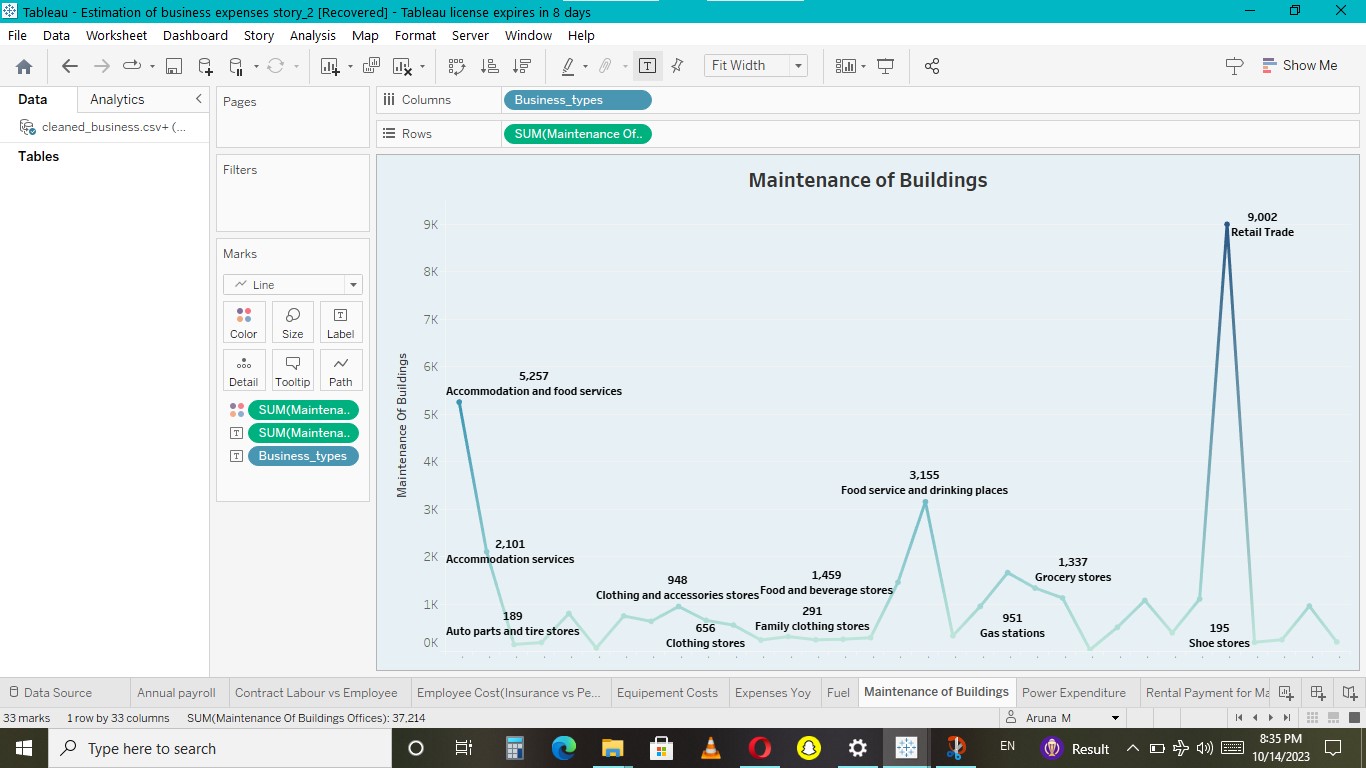 Tableau - Estimation of business expenses story_2 [Recovered] - Tableau license expires in 8 days
File Data Worksheet Dashboard Story Analysis Map Format Server Window Help
Fit Width
Show Me
Data Analytics
cleaned_business.csv+ (...
Tables
Pages
Filters
Marks
Line
Color Size Label
Detail Tooltip Path
SUM(Maintena..
SUM(Maintena..
Business_types
Columns Business_types
Rows SUM(Maintenance Of..
Maintenance of Buildings
Maintenance Of Buildings
9K
8K
7K
6K
5K
4K
3K
2K
1K
0K
9,002
Retail Trade
5,257
Accommodation and food services
3,155
Food service and drinking places
2,101
Accommodation services
948
Clothing and accessories stores
1,459
Food and beverage stores
1,337
Grocery stores
189
Auto parts and tire stores
656
Clothing stores
291
Family clothing stores
951
Gas stations
195
Shoe stores
Data Source Annual payroll Contract Labour vs Employee Employee Cost(Insurance vs Pe... Equipement Costs Expenses Yoy Fuel Maintenance of Buildings Power Expenditure Rental Payment for Ma
33 marks 1 row by 33 columns SUM(Maintenance Of Buildings Offices): 37,214
Aruna M
Type here to search
EN
Result
8:35 PM
10/14/2023